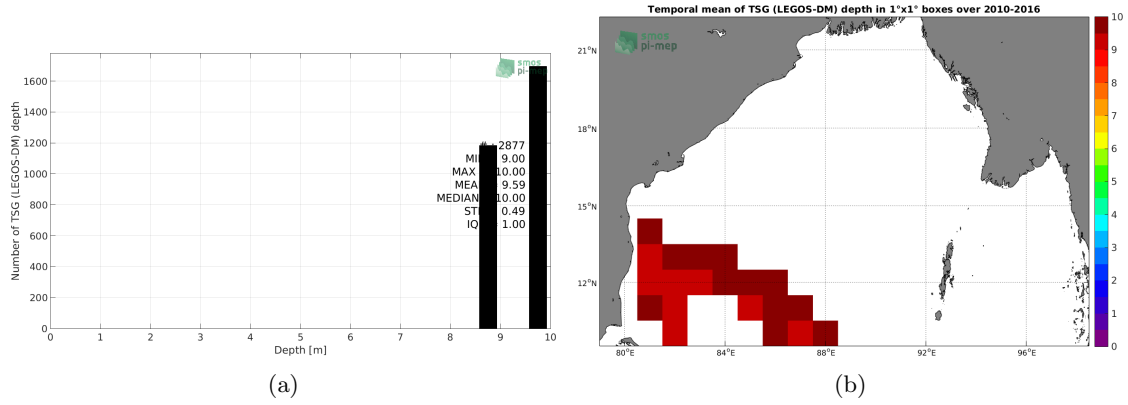 smos
pi-mep
Number of TSG (LEGOS-DM) depth
1600
1400
1200
1000
800
600
400
200
0
2877
9.00
MAX 10.00
9.59
MEDIAN 10.00
0.49
1.00
0 1 2 3 4 5 6 7 8 9 10
Depth [m]
(a)
Temporal mean of TSG (LEGOS-DM) depth in 1°x1° boxes over 2010-2016
smos
pi-mep
21°N
18°N
15°N
12°N
80°E 84°E 88°E 92°E 96°E
10
9
8
7
6
5
4
3
2
1
0
(b)